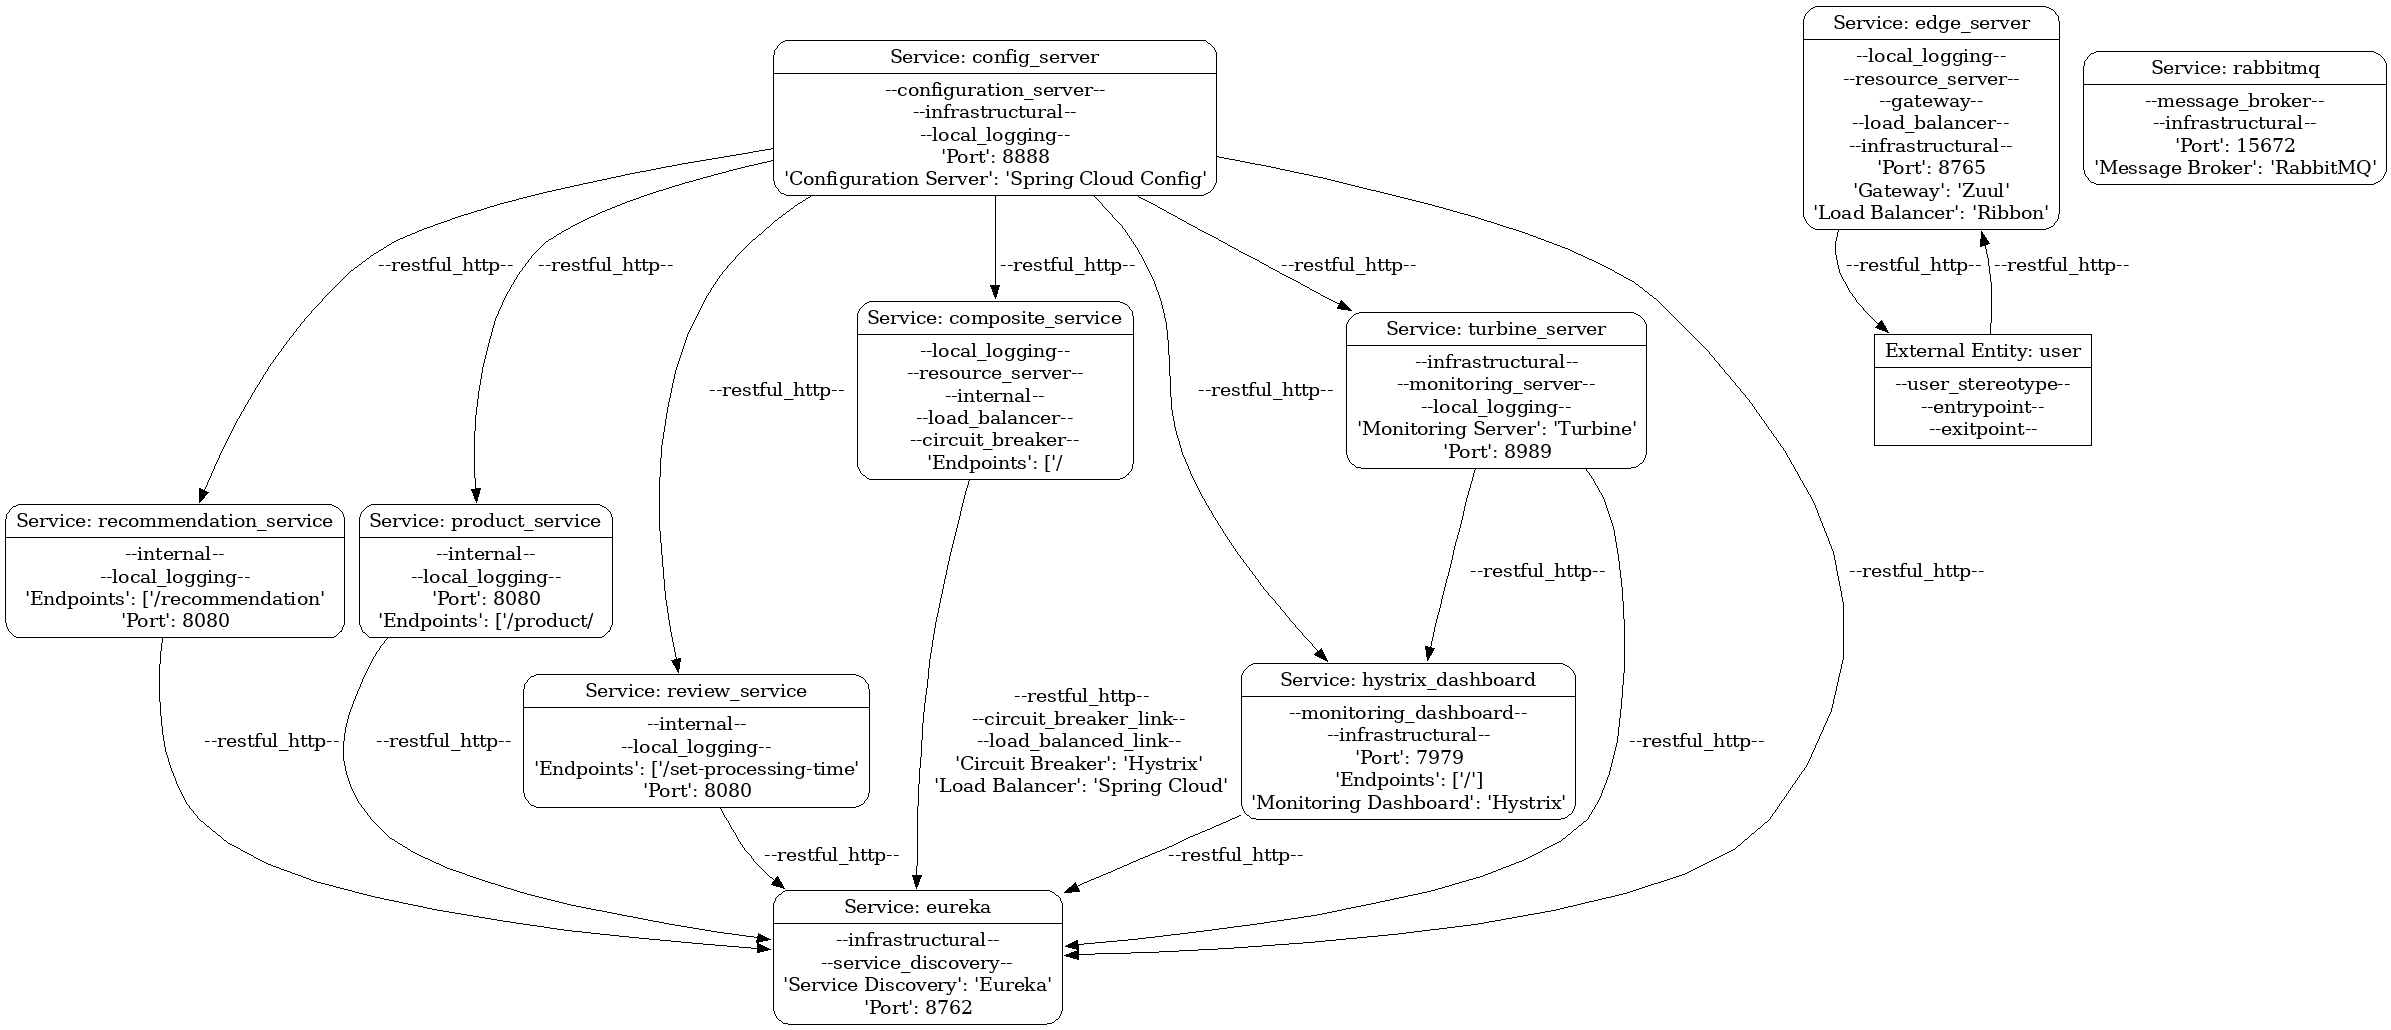 Service: edge_server
--local_logging--
--resource_server--
--gateway--
--load_balancer--
--infrastructural--
'Port': 8765
'Gateway': 'Zuul'
'Load Balancer': 'Ribbon'
Service: config_server
--configuration_server--
--infrastructural--
--local_logging--
'Port': 8888
'Configuration Server': 'Spring Cloud Config'
Service: rabbitmq
--message_broker--
--infrastructural--
'Port': 15672
'Message Broker': 'RabbitMQ'
--restful_http--
--restful_http--
--restful_http--
--restful_http--
--restful_http--
--restful_http--
Service: composite_service
--local_logging--
--resource_server--
--internal--
--load_balancer--
--circuit_breaker--
'Endpoints': ['/
Service: turbine_server
--infrastructural--
--monitoring_server--
--local_logging--
'Monitoring Server': 'Turbine'
'Port': 8989
External Entity: user
--user_stereotype--
--entrypoint--
--exitpoint--
--restful_http--
--restful_http--
Service: recommendation_service
--internal--
--local_logging--
'Endpoints': ['/recommendation'
'Port': 8080
Service: product_service
--internal--
--local_logging--
'Port': 8080
'Endpoints': ['/product/
--restful_http--
--restful_http--
Service: review_service
--internal--
--local_logging--
'Endpoints': ['/set-processing-time'
'Port': 8080
--restful_http--
--circuit_breaker_link--
--load_balanced_link--
'Circuit Breaker': 'Hystrix'
'Load Balancer': 'Spring Cloud'
Service: hystrix_dashboard
--monitoring_dashboard--
--infrastructural--
'Port': 7979
'Endpoints': ['/']
'Monitoring Dashboard': 'Hystrix'
--restful_http--
--restful_http--
--restful_http--
--restful_http--
--restful_http--
Service: eureka
--infrastructural--
--service_discovery--
'Service Discovery': 'Eureka'
'Port': 8762